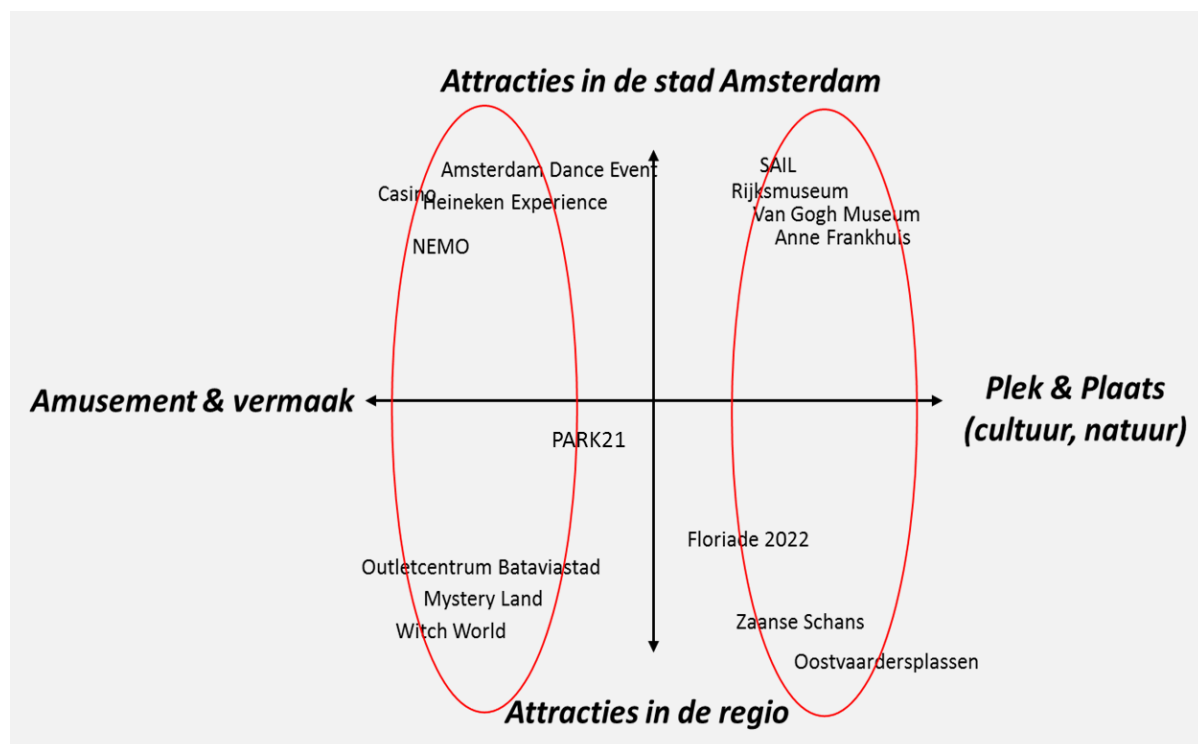 Attracties in de stad Amsterdam
Amsterdam Dance Event
Casino
Heineken Experience
NEMO
SAIL
Rijksmuseum
Van Gogh Museum
Anne Frankhuis
Amusement & vermaak
Plek & Plaats
(cultuur, natuur)
PARK21
Floriade 2022
Outletcentrum Bataviastad
Mystery Land
Witch World
Zaanse Schans
Oostvaardersplassen
Attracties in de regio